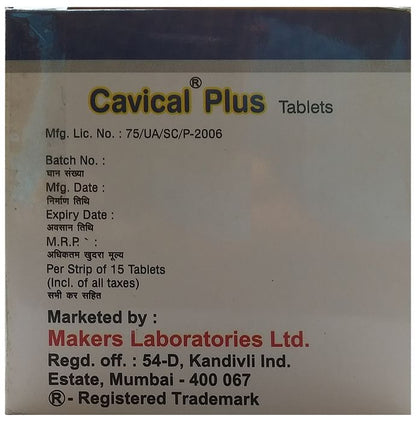 Cavical® Plus Tablets
Mfg. Lic. No. : 75/UA/SC/P-2006
Batch No. :
घान संख्या
Mfg. Date :
निर्माण तिथि
Expiry Date :
अवसान तिथि
M.R.P. ` :
अधिकतम खुदरा मूल्य
Per Strip of 15 Tablets
(Incl. of all taxes)
सभी कर सहित
Marketed by :
Makers Laboratories Ltd.
Regd. off. : 54-D, Kandivli Ind.
Estate, Mumbai - 400 067
®- Registered Trademark